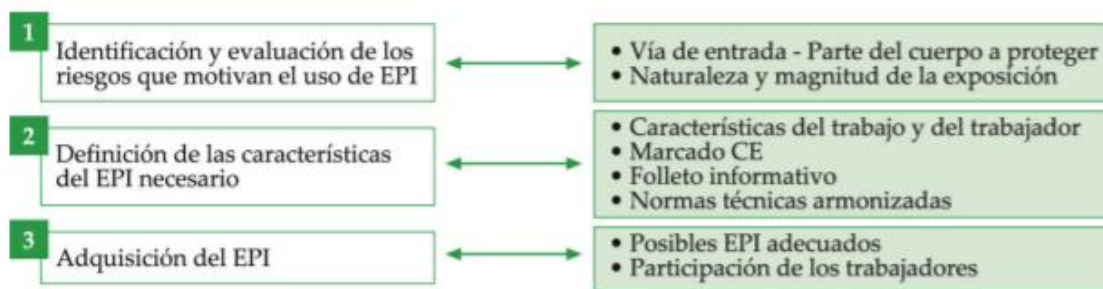 1
Identificación y evaluación de los
riesgos que motivan el uso de EPI
• Vía de entrada - Parte del cuerpo a proteger
• Naturaleza y magnitud de la exposición
2
Definición de las características
del EPI necesario
• Características del trabajo y del trabajador
• Marcado CE
• Folleto informativo
• Normas técnicas armonizadas
3
Adquisición del EPI
• Posibles EPI adecuados
• Participación de los trabajadores